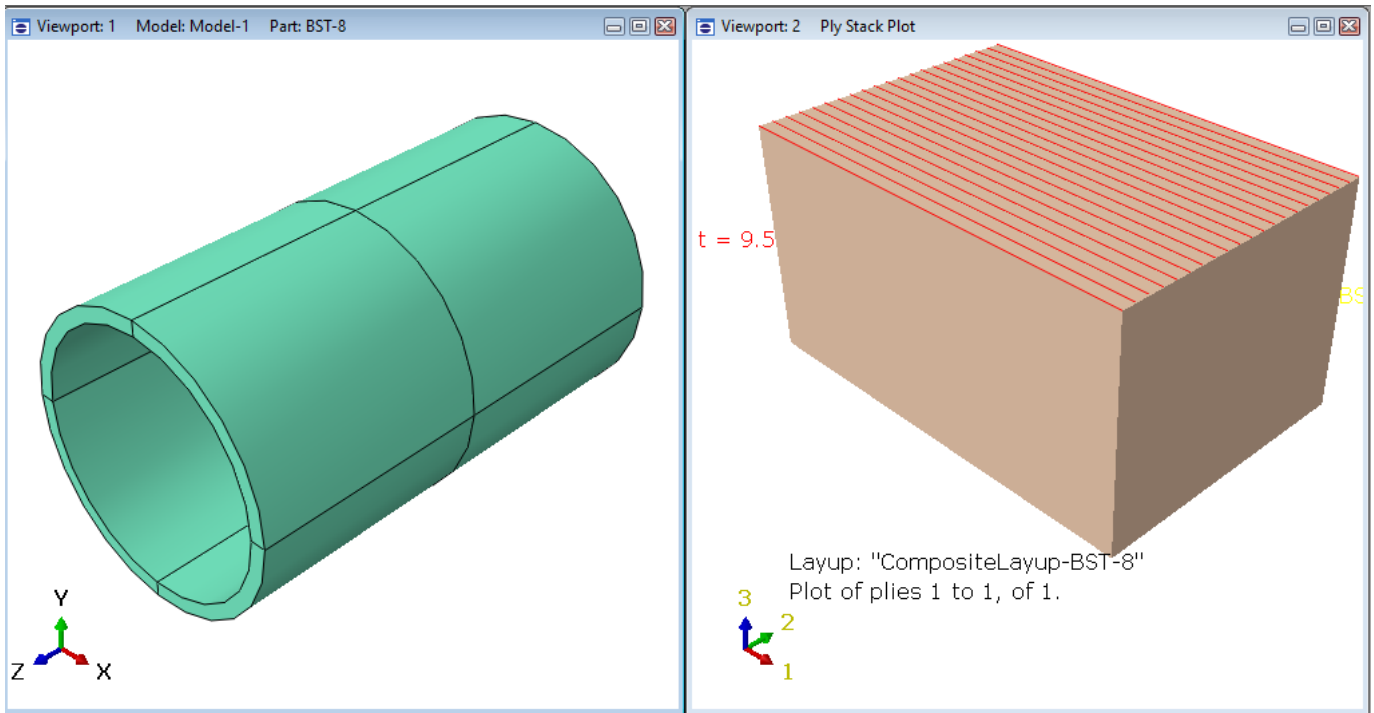 Viewport: 1 Model: Model-1 Part: BST-8
Viewport: 2 Ply Stack Plot
t = 9.5
BS
Layup: "CompositeLayup-BST-8"
Plot of plies 1 to 1, of 1.
Y
Z
X
3
2
1